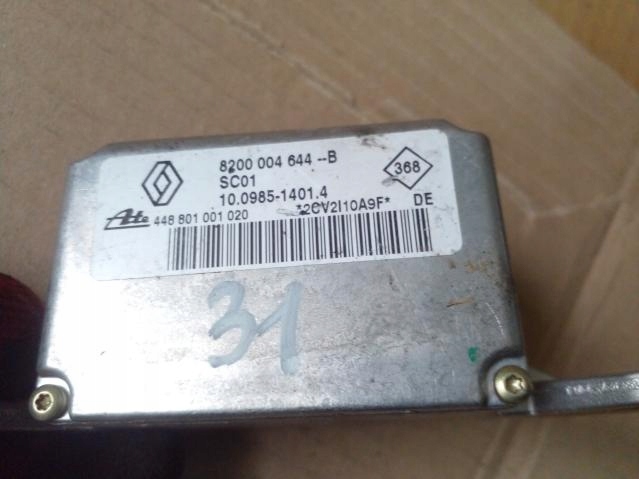 8200 004 644 --B
SC01
368
10.0985-1401.4
*2CV2I10A9F* DE
Ate 448 801 001 020
31